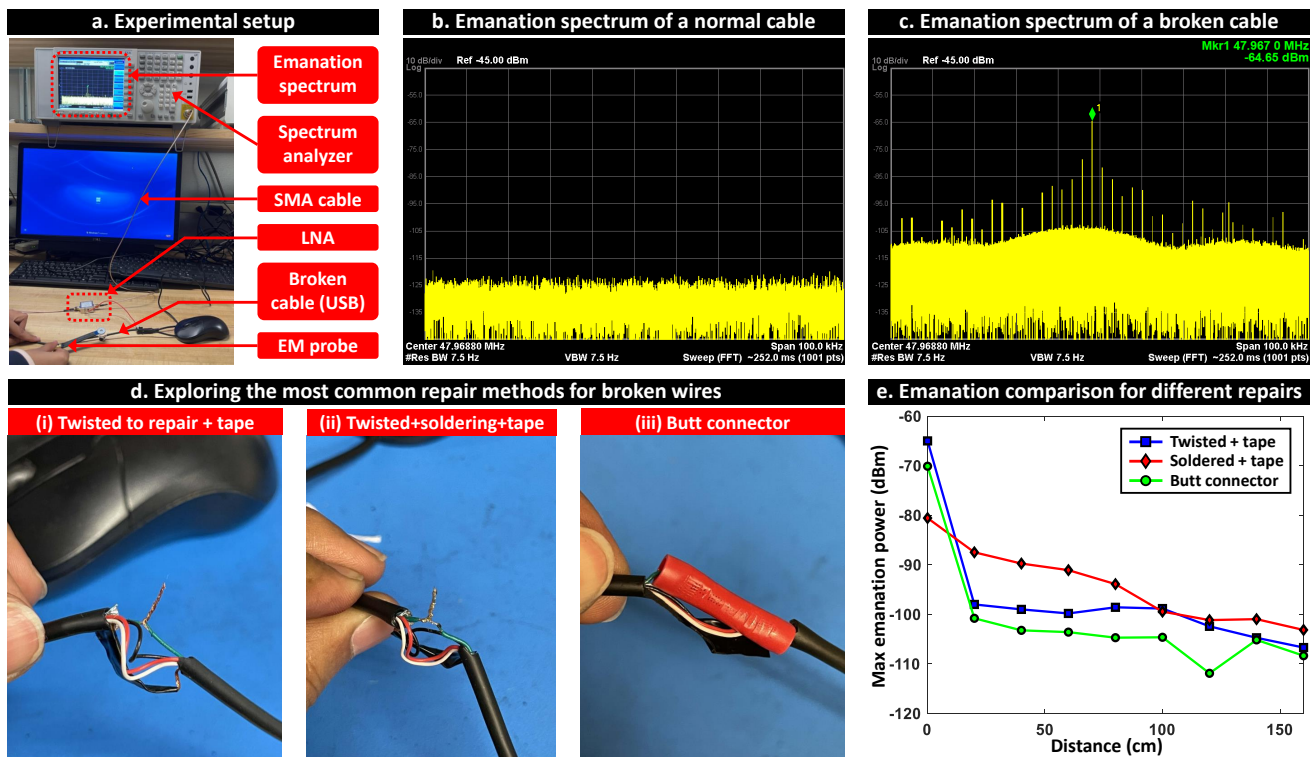 a. Experimental setup
Emanation
spectrum
Spectrum
analyzer
SMA cable
LNA
Broken
cable (USB)
EM probe
b. Emanation spectrum of a normal cable
10 dB/div Ref -45.00 dBm
Log
-55.0
-65.0
-75.0
-85.0
-95.0
-105
-115
-125
-135
Center 47.96880 MHz Span 100.0 kHz
#Res BW 7.5 Hz VBW 7.5 Hz Sweep (FFT) ~252.0 ms (1001 pts)
c. Emanation spectrum of a broken cable
Mkr1 47.967 0 MHz
10 dB/div Ref -45.00 dBm -64.65 dBm
Log
-55.0
1
-65.0
-75.0
-85.0
-95.0
-105
-115
-125
-135
Center 47.96880 MHz Span 100.0 kHz
#Res BW 7.5 Hz VBW 7.5 Hz Sweep (FFT) ~252.0 ms (1001 pts)
d. Exploring the most common repair methods for broken wires
(i) Twisted to repair + tape
(ii) Twisted+soldering+tape
(iii) Butt connector
e. Emanation comparison for different repairs
Max emanation power (dBm)
-60
-70
-80
-90
-100
-110
-120
Twisted + tape
Soldered + tape
Butt connector
0 50 100 150
Distance (cm)